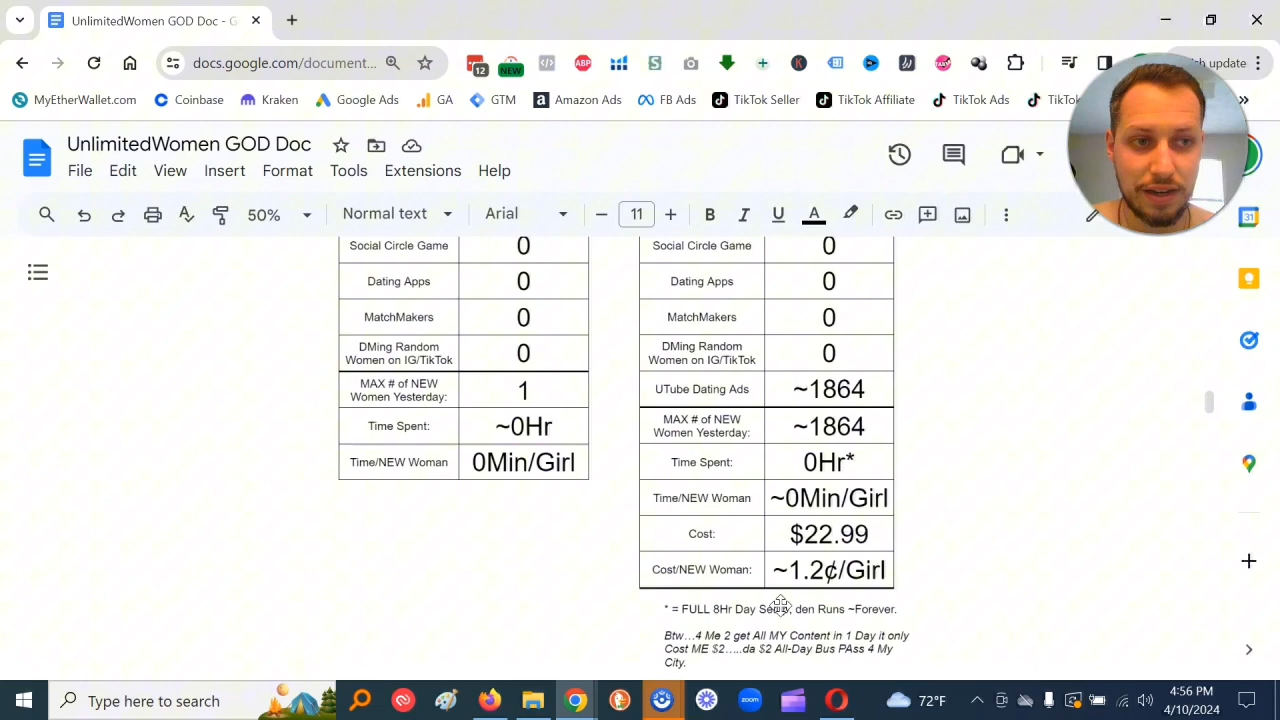 UnlimitedWomen GOD Doc - G
docs.google.com/document...
12
NEW
ABP
ch update
MyEtherWallet.com
Coinbase
Kraken
Google Ads
GA
GTM
Amazon Ads
FB Ads
TikTok Seller
TikTok Affiliate
TikTok Ads
TikTok
UnlimitedWomen GOD Doc
File Edit View Insert Format Tools Extensions Help
50% Normal text Arial 11
Social Circle Game 0
Dating Apps 0
MatchMakers 0
DMing Random
Women on IG/TikTok 0
MAX # of NEW
Women Yesterday: 1
Time Spent: ~0Hr
Time/NEW Woman 0Min/Girl
Social Circle Game 0
Dating Apps 0
MatchMakers 0
DMing Random
Women on IG/TikTok 0
UTube Dating Ads ~1864
MAX # of NEW
Women Yesterday: ~1864
Time Spent: 0Hr*
Time/NEW Woman ~0Min/Girl
Cost: $22.99
Cost/NEW Woman: ~1.2¢/Girl
* = FULL 8Hr Day Setup, den Runs ~Forever.
Btw…4 Me 2 get All MY Content in 1 Day it only
Cost ME $2…..da $2 All-Day Bus PAss 4 My
City.
Type here to search
zoom
72°F
4:56 PM
4/10/2024